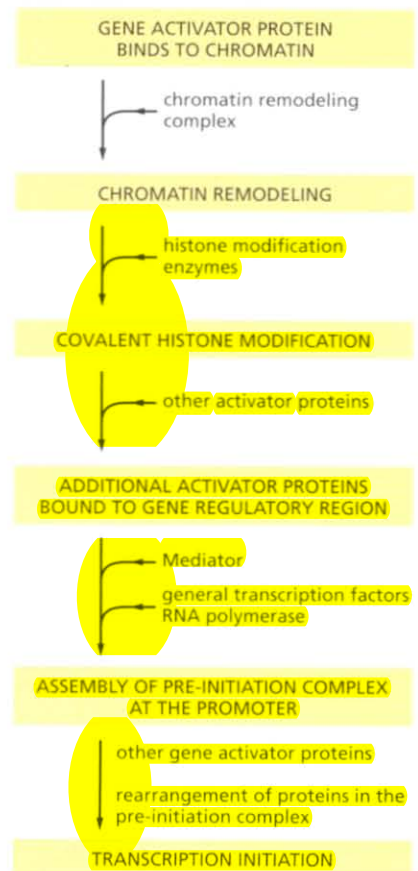 GENE ACTIVATOR PROTEIN
BINDS TO CHROMATIN
chromatin remodeling
complex
CHROMATIN REMODELING
histone modification
enzymes
COVALENT HISTONE MODIFICATION
other activator proteins
ADDITIONAL ACTIVATOR PROTEINS
BOUND TO GENE REGULATORY REGION
Mediator
general transcription factors
RNA polymerase
ASSEMBLY OF PRE-INITIATION COMPLEX
AT THE PROMOTER
other gene activator proteins
rearrangement of proteins in the
pre-initiation complex
TRANSCRIPTION INITIATION